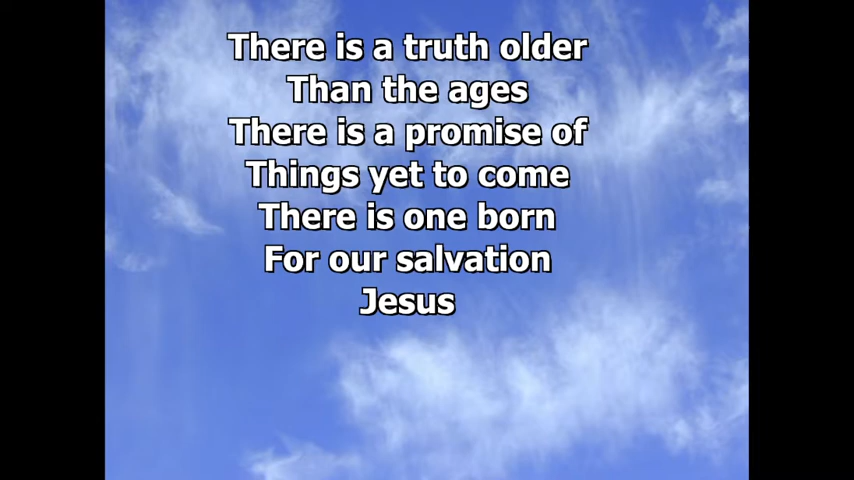 There is a truth older
Than the ages
There is a promise of
Things yet to come
There is one born
For our salvation
Jesus